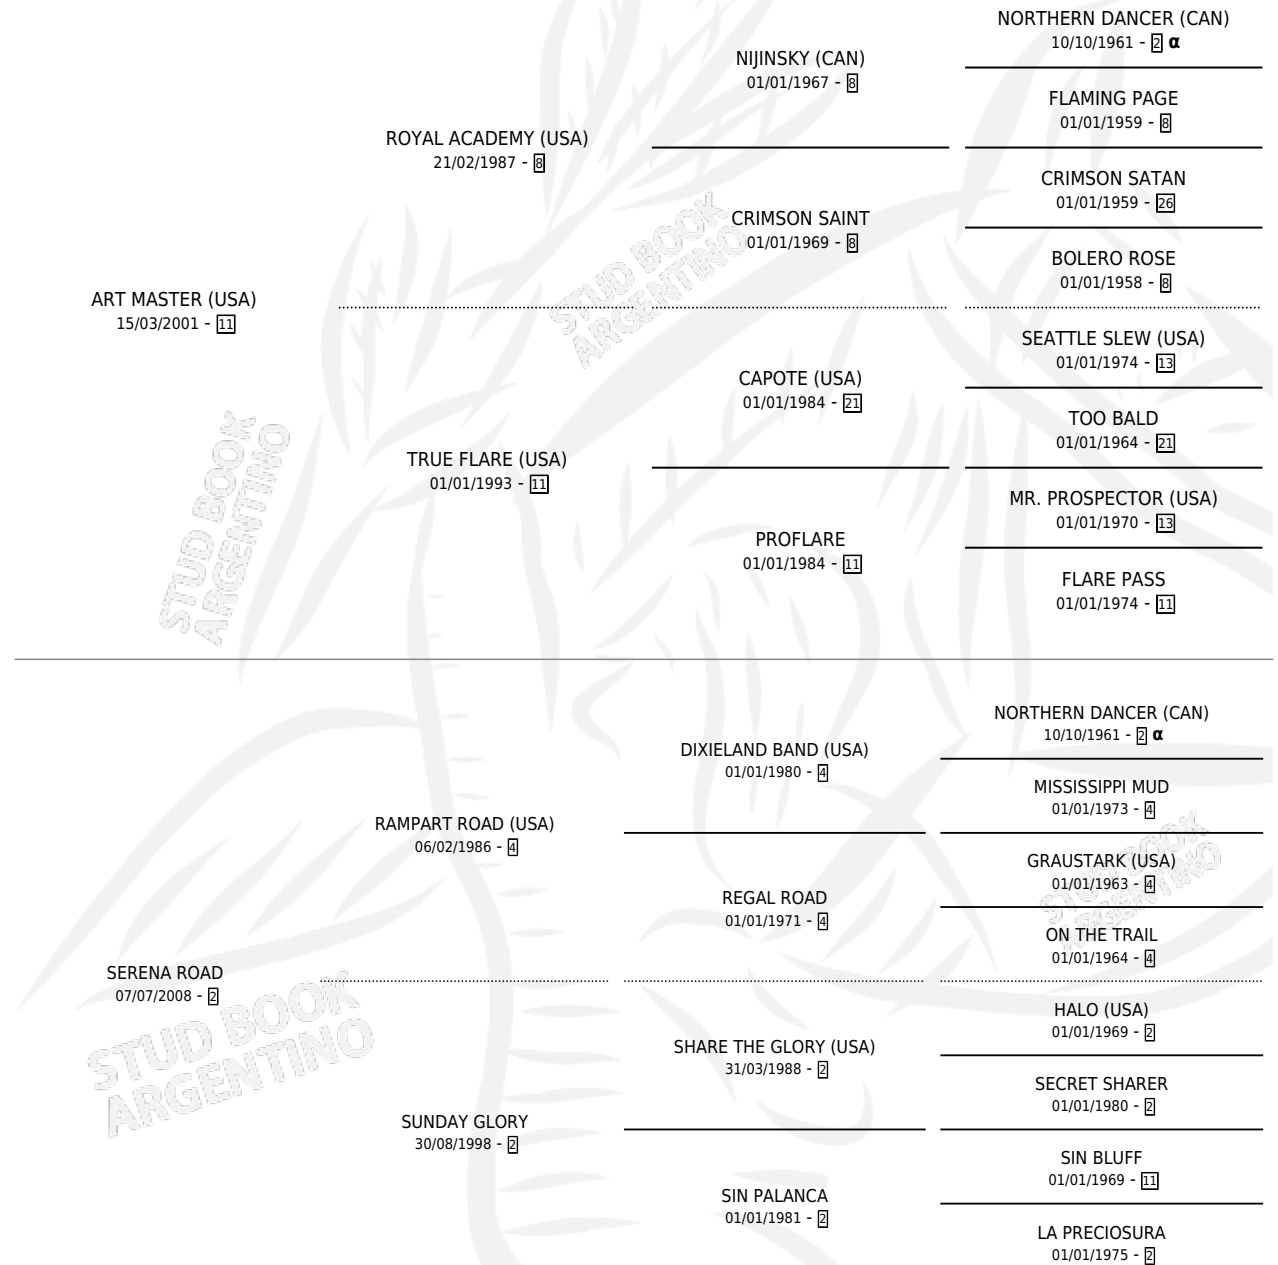 NORTHERN DANCER (CAN)
10/10/1961 - 2 α
NIJINSKY (CAN)
01/01/1967 - 8
FLAMING PAGE
01/01/1959 - 8
ROYAL ACADEMY (USA)
21/02/1987 - 8
CRIMSON SATAN
01/01/1959 - 26
CRIMSON SAINT
01/01/1969 - 8
BOLERO ROSE
01/01/1958 - 8
ART MASTER (USA)
15/03/2001 - 11
SEATTLE SLEW (USA)
01/01/1974 - 13
CAPOTE (USA)
01/01/1984 - 21
TOO BALD
01/01/1964 - 21
TRUE FLARE (USA)
01/01/1993 - 11
MR. PROSPECTOR (USA)
01/01/1970 - 13
PROFLARE
01/01/1984 - 11
FLARE PASS
01/01/1974 - 11
NORTHERN DANCER (CAN)
10/10/1961 - 2 α
DIXIELAND BAND (USA)
01/01/1980 - 4
MISSISSIPPI MUD
01/01/1973 - 4
RAMPART ROAD (USA)
06/02/1986 - 4
GRAUSTARK (USA)
01/01/1963 - 4
REGAL ROAD
01/01/1971 - 4
ON THE TRAIL
01/01/1964 - 4
SERENA ROAD
07/07/2008 - 2
HALO (USA)
01/01/1969 - 2
SHARE THE GLORY (USA)
31/03/1988 - 2
SECRET SHARER
01/01/1980 - 2
SUNDAY GLORY
30/08/1998 - 2
SIN BLUFF
01/01/1969 - 11
SIN PALANCA
01/01/1981 - 2
LA PRECIOSURA
01/01/1975 - 2
STUD BOOK
ARGENTINO
STUD BOOK
ARGENTINO
STUD BOOK
ARGENTINO
STUD BOOK
ARGENTINO